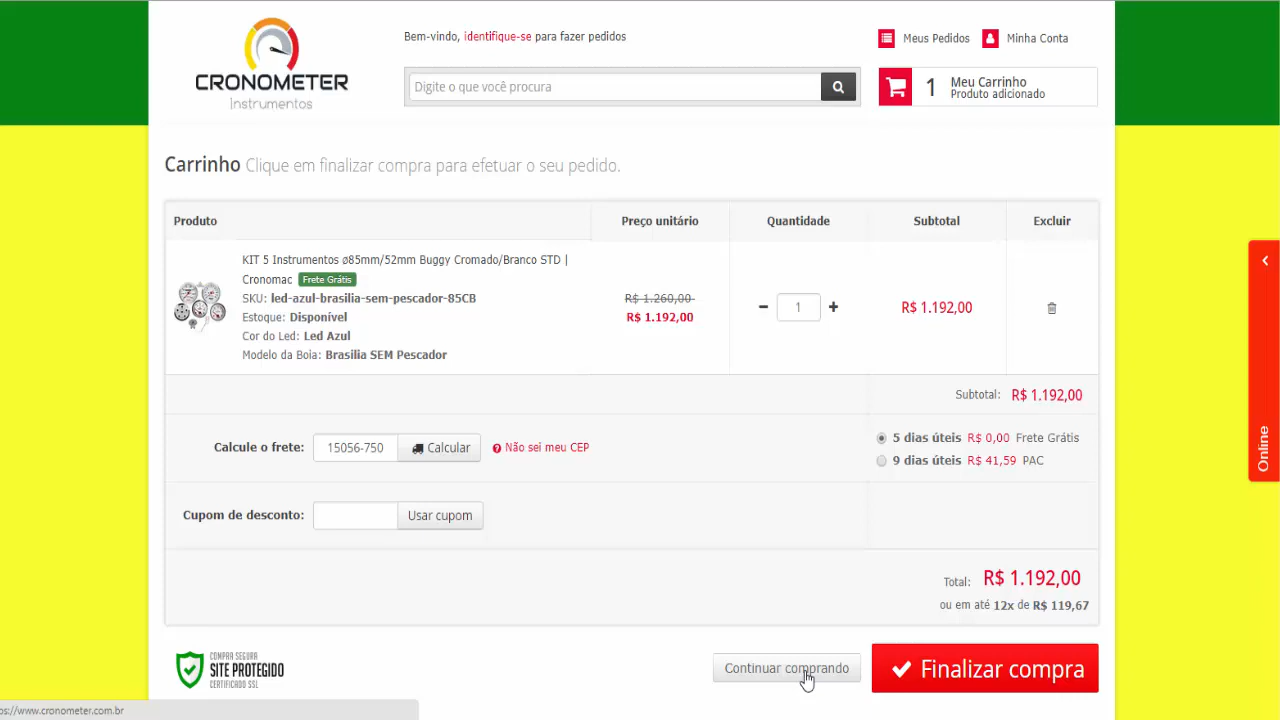 CRONOMETER
Instrumentos
Bem-vindo, identifique-se para fazer pedidos
Digite o que você procura
Meus Pedidos
Minha Conta
1
Meu Carrinho
Produto adicionado
Carrinho Clique em finalizar compra para efetuar o seu pedido.
Produto
Preço unitário
Quantidade
Subtotal
Excluir
KIT 5 Instrumentos ø85mm/52mm Buggy Cromado/Branco STD |
Cronomac Frete Grátis
SKU: led-azul-brasilia-sem-pescador-85CB
Estoque: Disponível
Cor do Led: Led Azul
Modelo da Boia: Brasilia SEM Pescador
R$ 1.260,00
R$ 1.192,00
1
R$ 1.192,00
Subtotal: R$ 1.192,00
Calcule o frete: 15056-750 Calcular Não sei meu CEP
5 dias úteis R$ 0,00 Frete Grátis
9 dias úteis R$ 41,59 PAC
Cupom de desconto: Usar cupom
Total: R$ 1.192,00
ou em até 12x de R$ 119,67
COMPRA SEGURA
SITE PROTEGIDO
CERTIFICADO SSL
Continuar comprando
Finalizar compra
Online
ps://www.cronometer.com.br